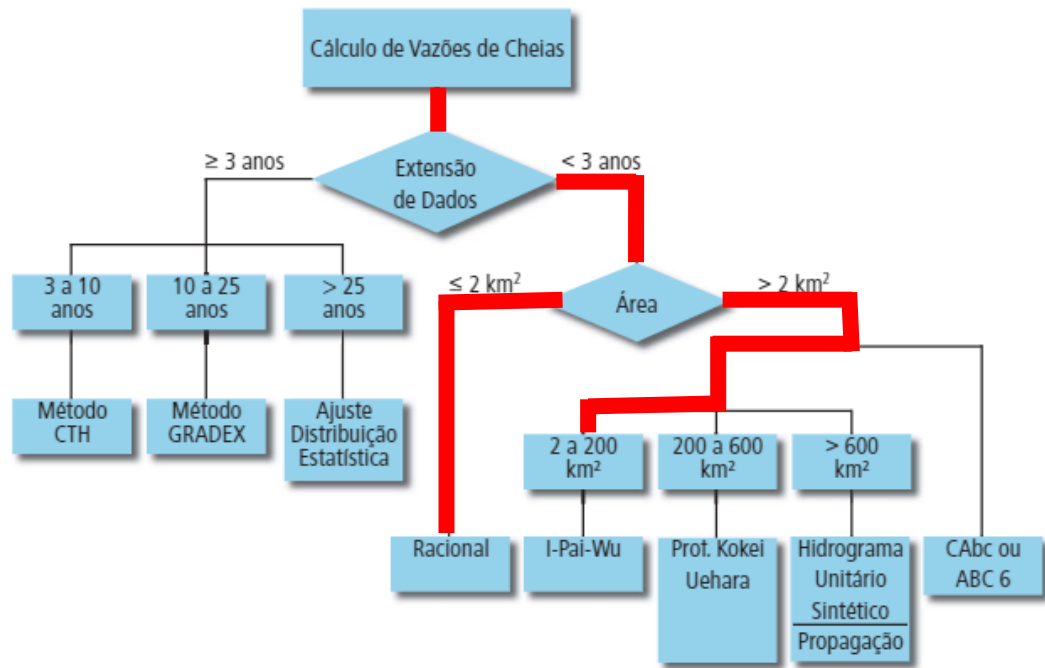 Cálculo de Vazões de Cheias
≥ 3 anos
Extensão
de Dados
< 3 anos
3 a 10
anos
10 a 25
anos
> 25
anos
≤ 2 km²
Área
> 2 km²
Método
CTH
Método
GRADEX
Ajuste
Distribuição
Estatística
2 a 200
km²
200 a 600
km²
> 600
km²
Racional
I-Pai-Wu
Prof. Kokei
Uehara
Hidrograma
Unitário
Sintético
Propagação
CAbc ou
ABC 6